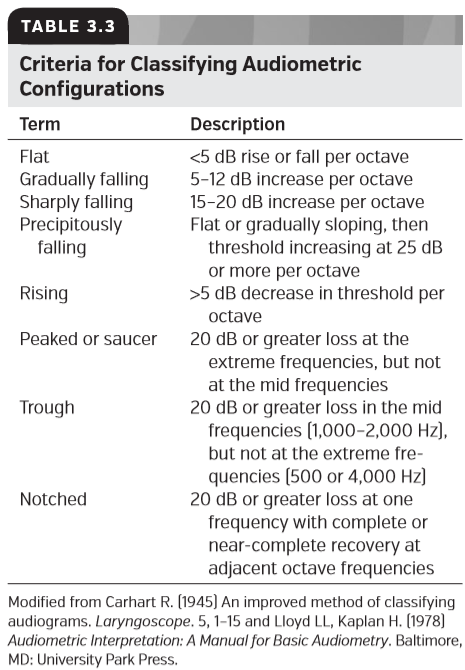 TABLE 3.3
Criteria for Classifying Audiometric
Configurations
Term Description
Flat <5 dB rise or fall per octave
Gradually falling 5–12 dB increase per octave
Sharply falling 15–20 dB increase per octave
Precipitously Flat or gradually sloping, then
falling threshold increasing at 25 dB
or more per octave
Rising >5 dB decrease in threshold per
octave
Peaked or saucer 20 dB or greater loss at the
extreme frequencies, but not
at the mid frequencies
Trough 20 dB or greater loss in the mid
frequencies (1,000–2,000 Hz),
but not at the extreme fre-
quencies (500 or 4,000 Hz)
Notched 20 dB or greater loss at one
frequency with complete or
near-complete recovery at
adjacent octave frequencies
Modified from Carhart R. (1945) An improved method of classifying
audiograms. Laryngoscope. 5, 1–15 and Lloyd LL, Kaplan H. (1978)
Audiometric Interpretation: A Manual for Basic Audiometry. Baltimore,
MD: University Park Press.